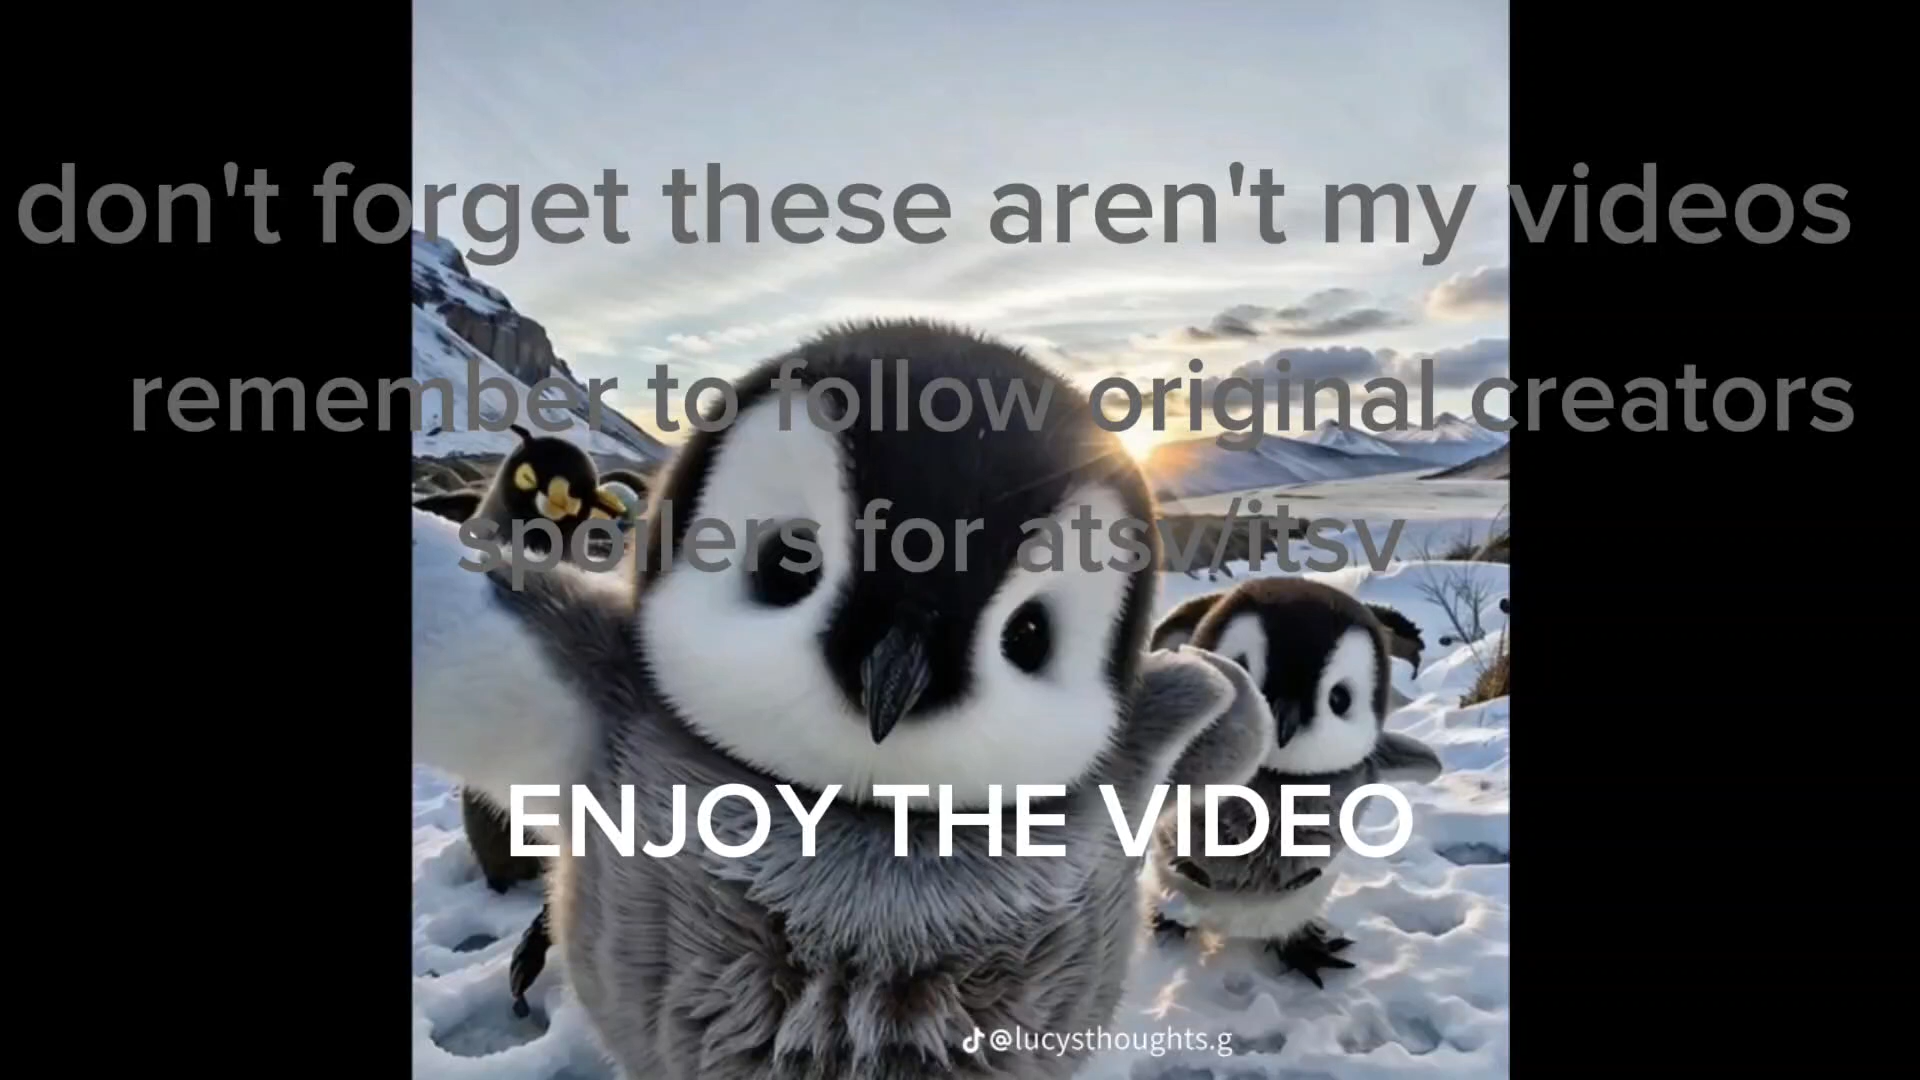 don't forget these aren't my videos
remember to follow original creators
spoilers for atsv/itsv
ENJOY THE VIDEO
@lucysthoughts.g